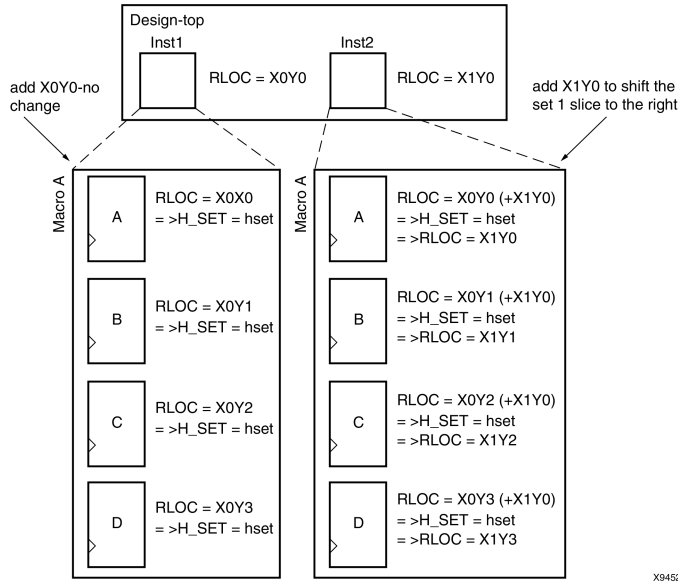 Design-top
Inst1
Inst2
RLOC = X0Y0
RLOC = X1Y0
add X0Y0-no
change
add X1Y0 to shift the
set 1 slice to the right
Macro A
A
RLOC = X0X0
= >H_SET = hset
B
RLOC = X0Y1
= >H_SET = hset
C
RLOC = X0Y2
= >H_SET = hset
D
RLOC = X0Y3
= >H_SET = hset
Macro A
A
RLOC = X0Y0 (+X1Y0)
= >H_SET = hset
= >RLOC = X1Y0
B
RLOC = X0Y1 (+X1Y0)
= >H_SET = hset
= >RLOC = X1Y1
C
RLOC = X0Y2 (+X1Y0)
= >H_SET = hset
= >RLOC = X1Y2
D
RLOC = X0Y3 (+X1Y0)
= >H_SET = hset
= >RLOC = X1Y3
X9452